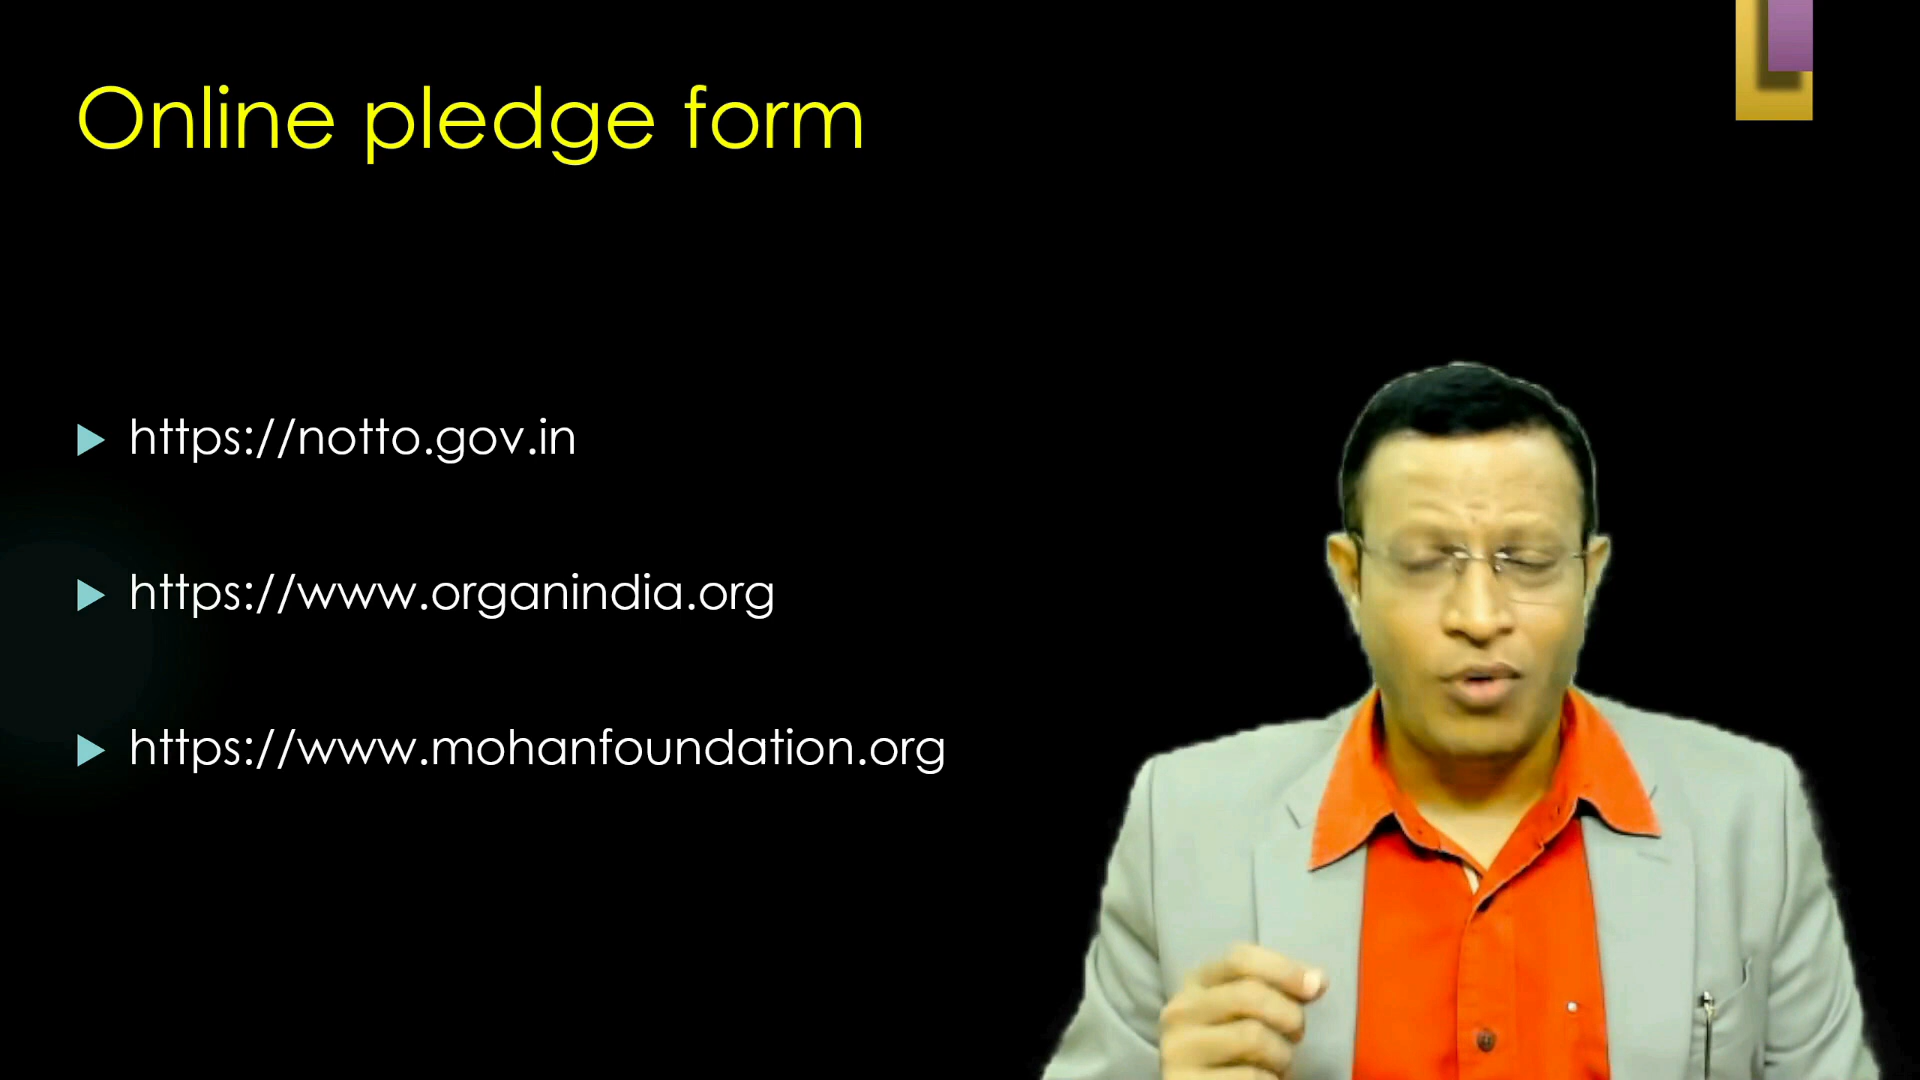 Online pledge form
https://notto.gov.in
https://www.organindia.org
https://www.mohanfoundation.org